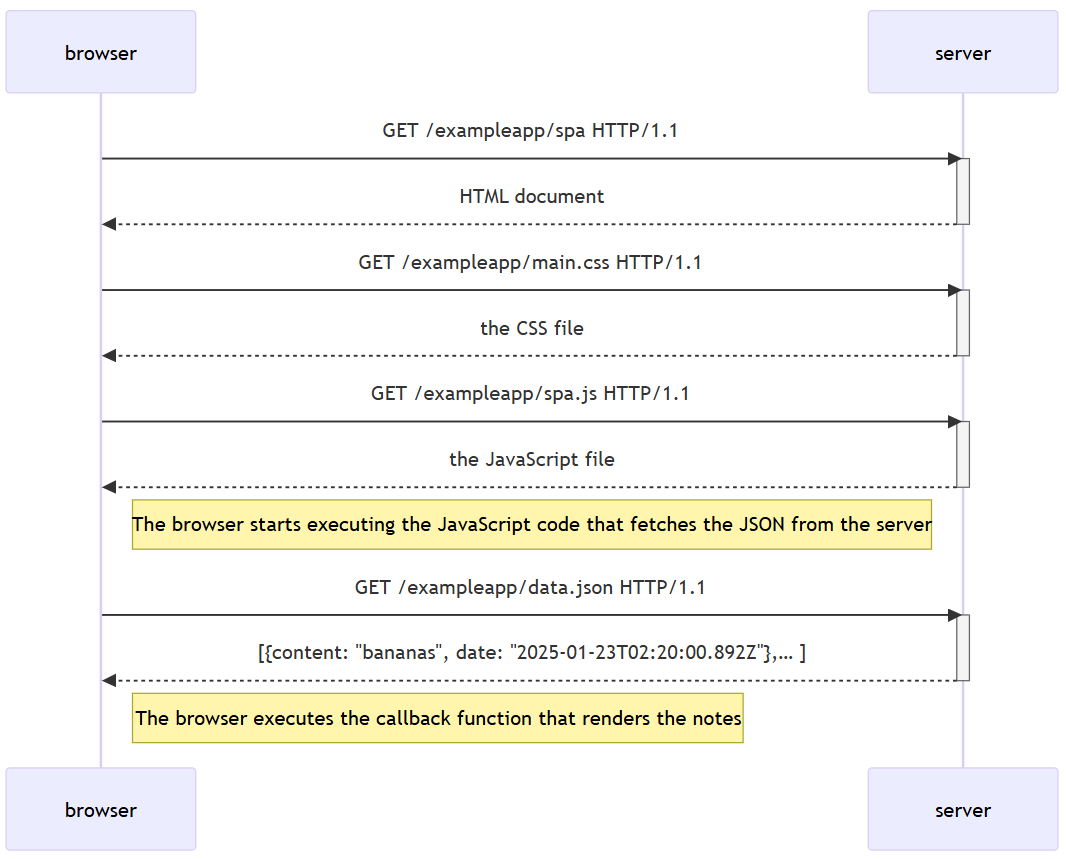 browser
server
GET /exampleapp/spa HTTP/1.1
HTML document
GET /exampleapp/main.css HTTP/1.1
the CSS file
GET /exampleapp/spa.js HTTP/1.1
the JavaScript file
The browser starts executing the JavaScript code that fetches the JSON from the server
GET /exampleapp/data.json HTTP/1.1
[{content: "bananas", date: "2025-01-23T02:20:00.892Z"},... ]
The browser executes the callback function that renders the notes
browser
server